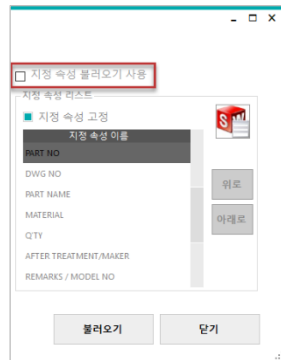 지정 속성 불러오기 사용
지정 속성 리스트
지정 속성 고정
지정 속성 이름
PART NO
DWG NO
PART NAME
MATERIAL
Q'TY
AFTER TREATMENT/MAKER
REMARKS / MODEL NO
위로
아래로
불러오기
닫기